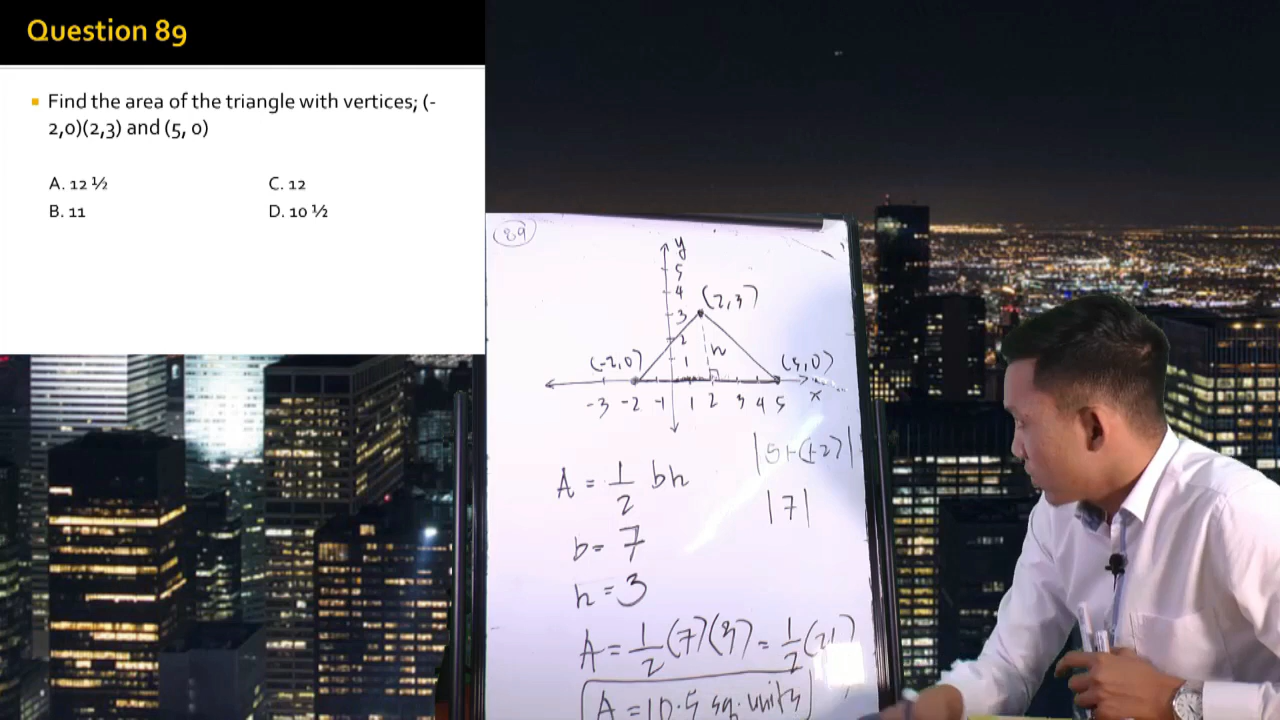 Question 89
Find the area of the triangle with vertices; (-
2,0)(2,3) and (5, 0)
A. 12 ½
C. 12
B. 11
D. 10 ½
89
y
5
4
(2,3)
3
2
h
(-2,0)
1
(5,0)
x
-3 -2 -1 1 2 3 4 5
A = 1/2 bh
|7|
b = 7
h = 3
A = 1/2 (7)(3) = 1/2 (21)
A = 10.5 sq. units